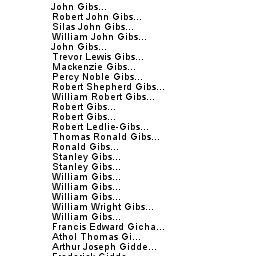 John Gibs...
Robert John Gibs...
Silas John Gibs...
William John Gibs...
John Gibs...
Trevor Lewis Gibs...
Mackenzie Gibs...
Percy Noble Gibs...
Robert Shepherd Gibs...
William Robert Gibs...
Robert Gibs...
Robert Gibs...
Robert Ledlie-Gibs...
Thomas Ronald Gibs...
Ronald Gibs...
Stanley Gibs...
Stanley Gibs...
William Gibs...
William Gibs...
William Gibs...
William Wright Gibs...
William Gibs...
Francis Edward Gicha...
Athol Thomas Gi...
Arthur Joseph Gidde...
Frederick Gidde...